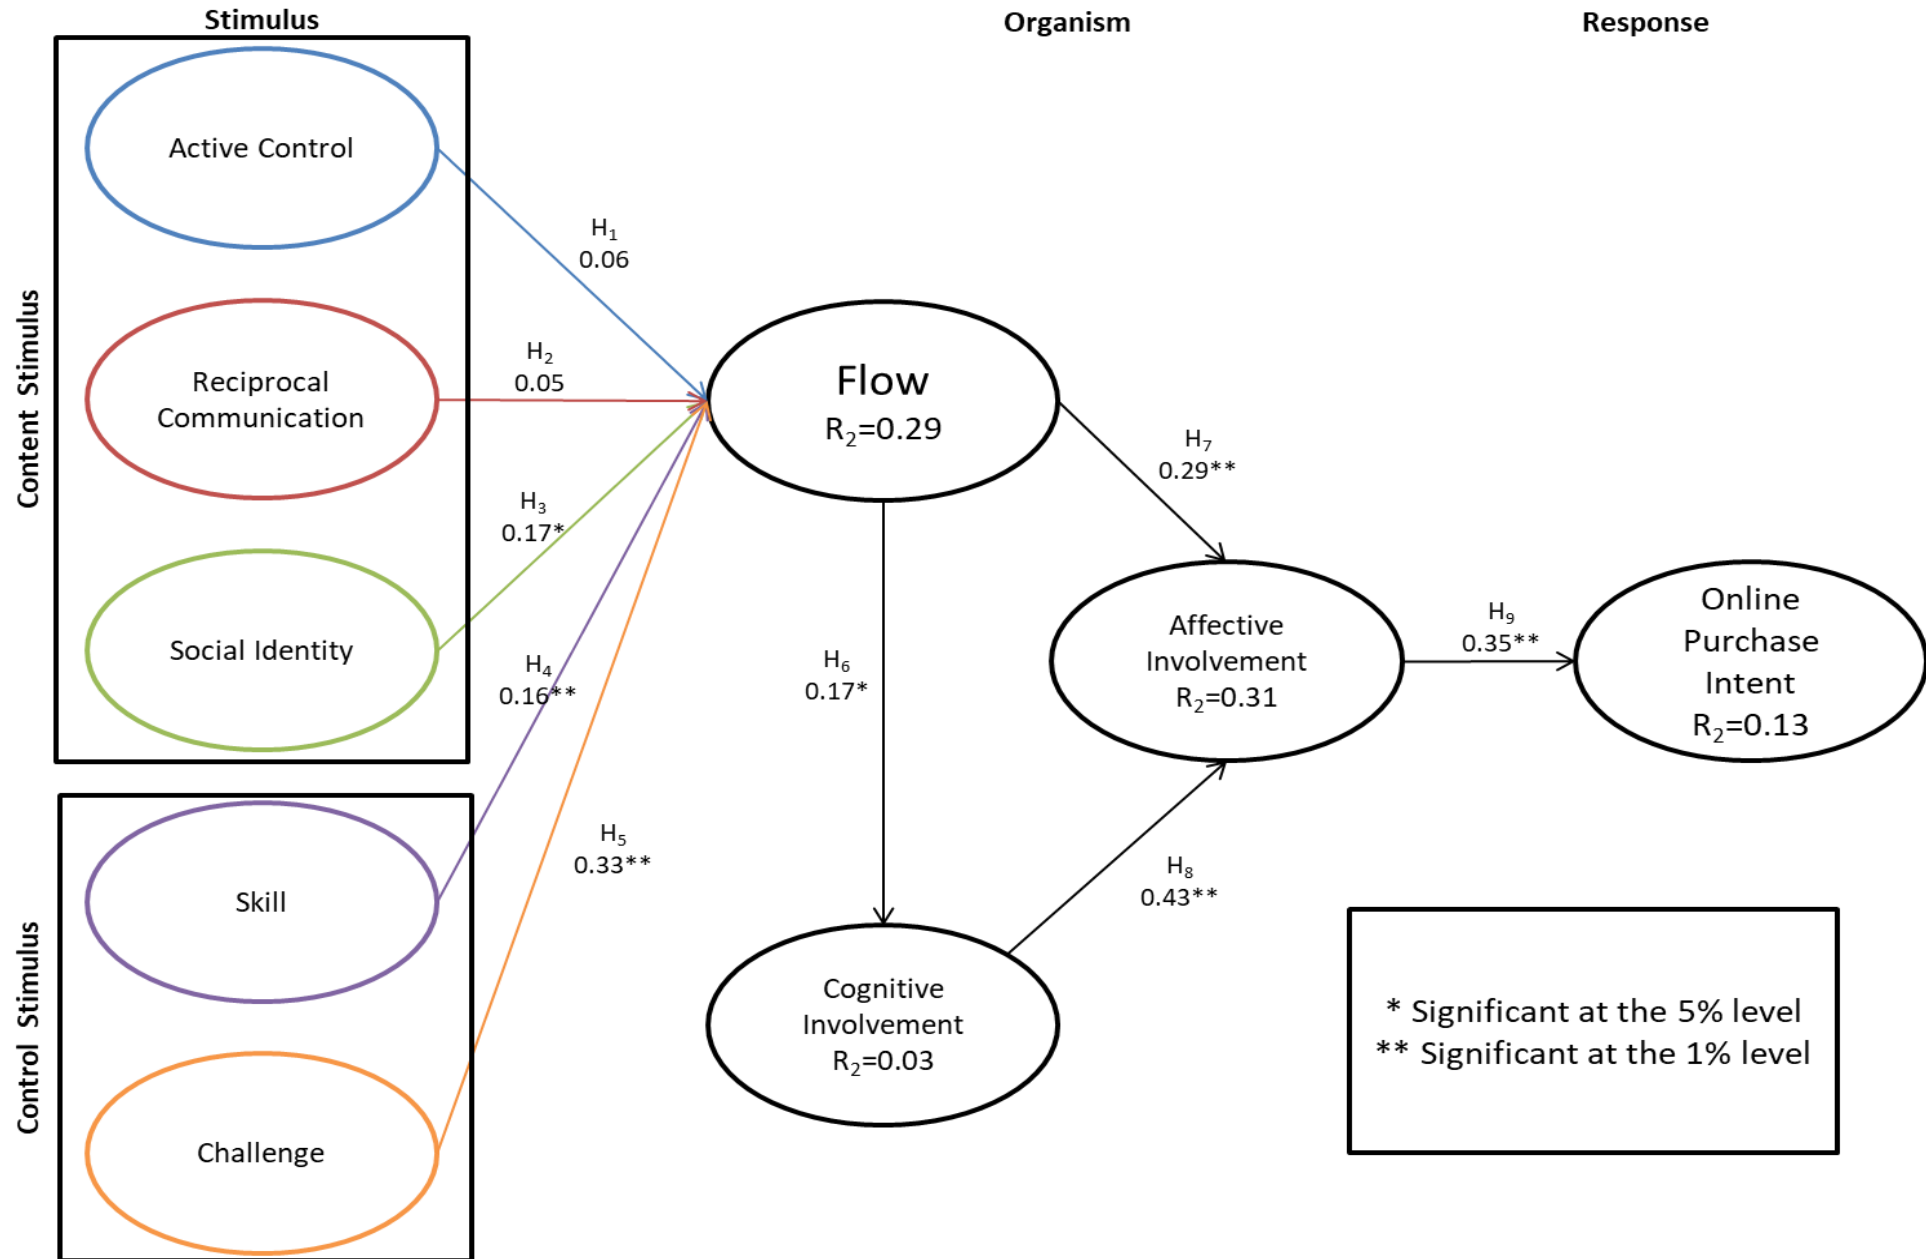 Stimulus
Organism
Response
Content Stimulus
Active Control
Reciprocal
Communication
Social Identity
Control Stimulus
Skill
Challenge
H₁
0.06
H₂
0.05
H₃
0.17*
H₄
0.16**
H₅
0.33**
Flow
R₂=0.29
H₆
0.17*
H₇
0.29**
Cognitive
Involvement
R₂=0.03
H₈
0.43**
Affective
Involvement
R₂=0.31
H₉
0.35**
Online
Purchase
Intent
R₂=0.13
* Significant at the 5% level
** Significant at the 1% level